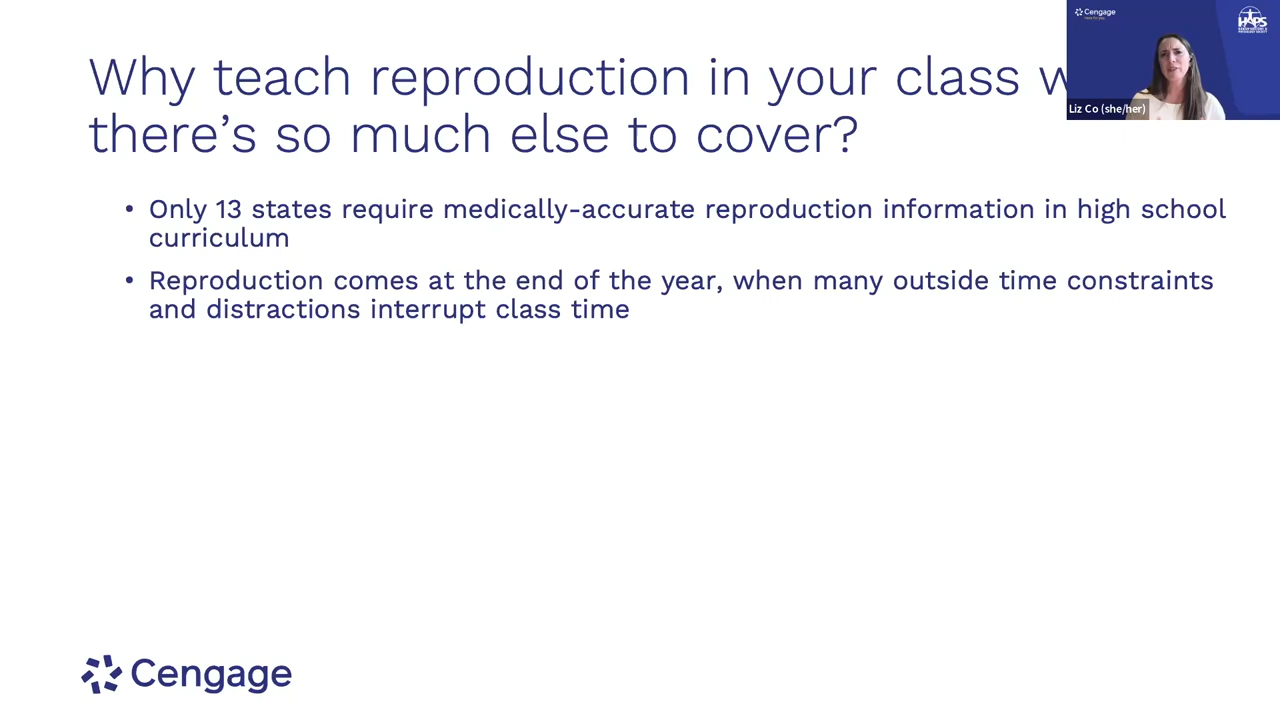 Why teach reproduction in your class
there's so much else to cover?
• Only 13 states require medically-accurate reproduction information in high school
curriculum
• Reproduction comes at the end of the year, when many outside time constraints
and distractions interrupt class time
Cengage
Cengage
HAPS
Liz Co (she/her)